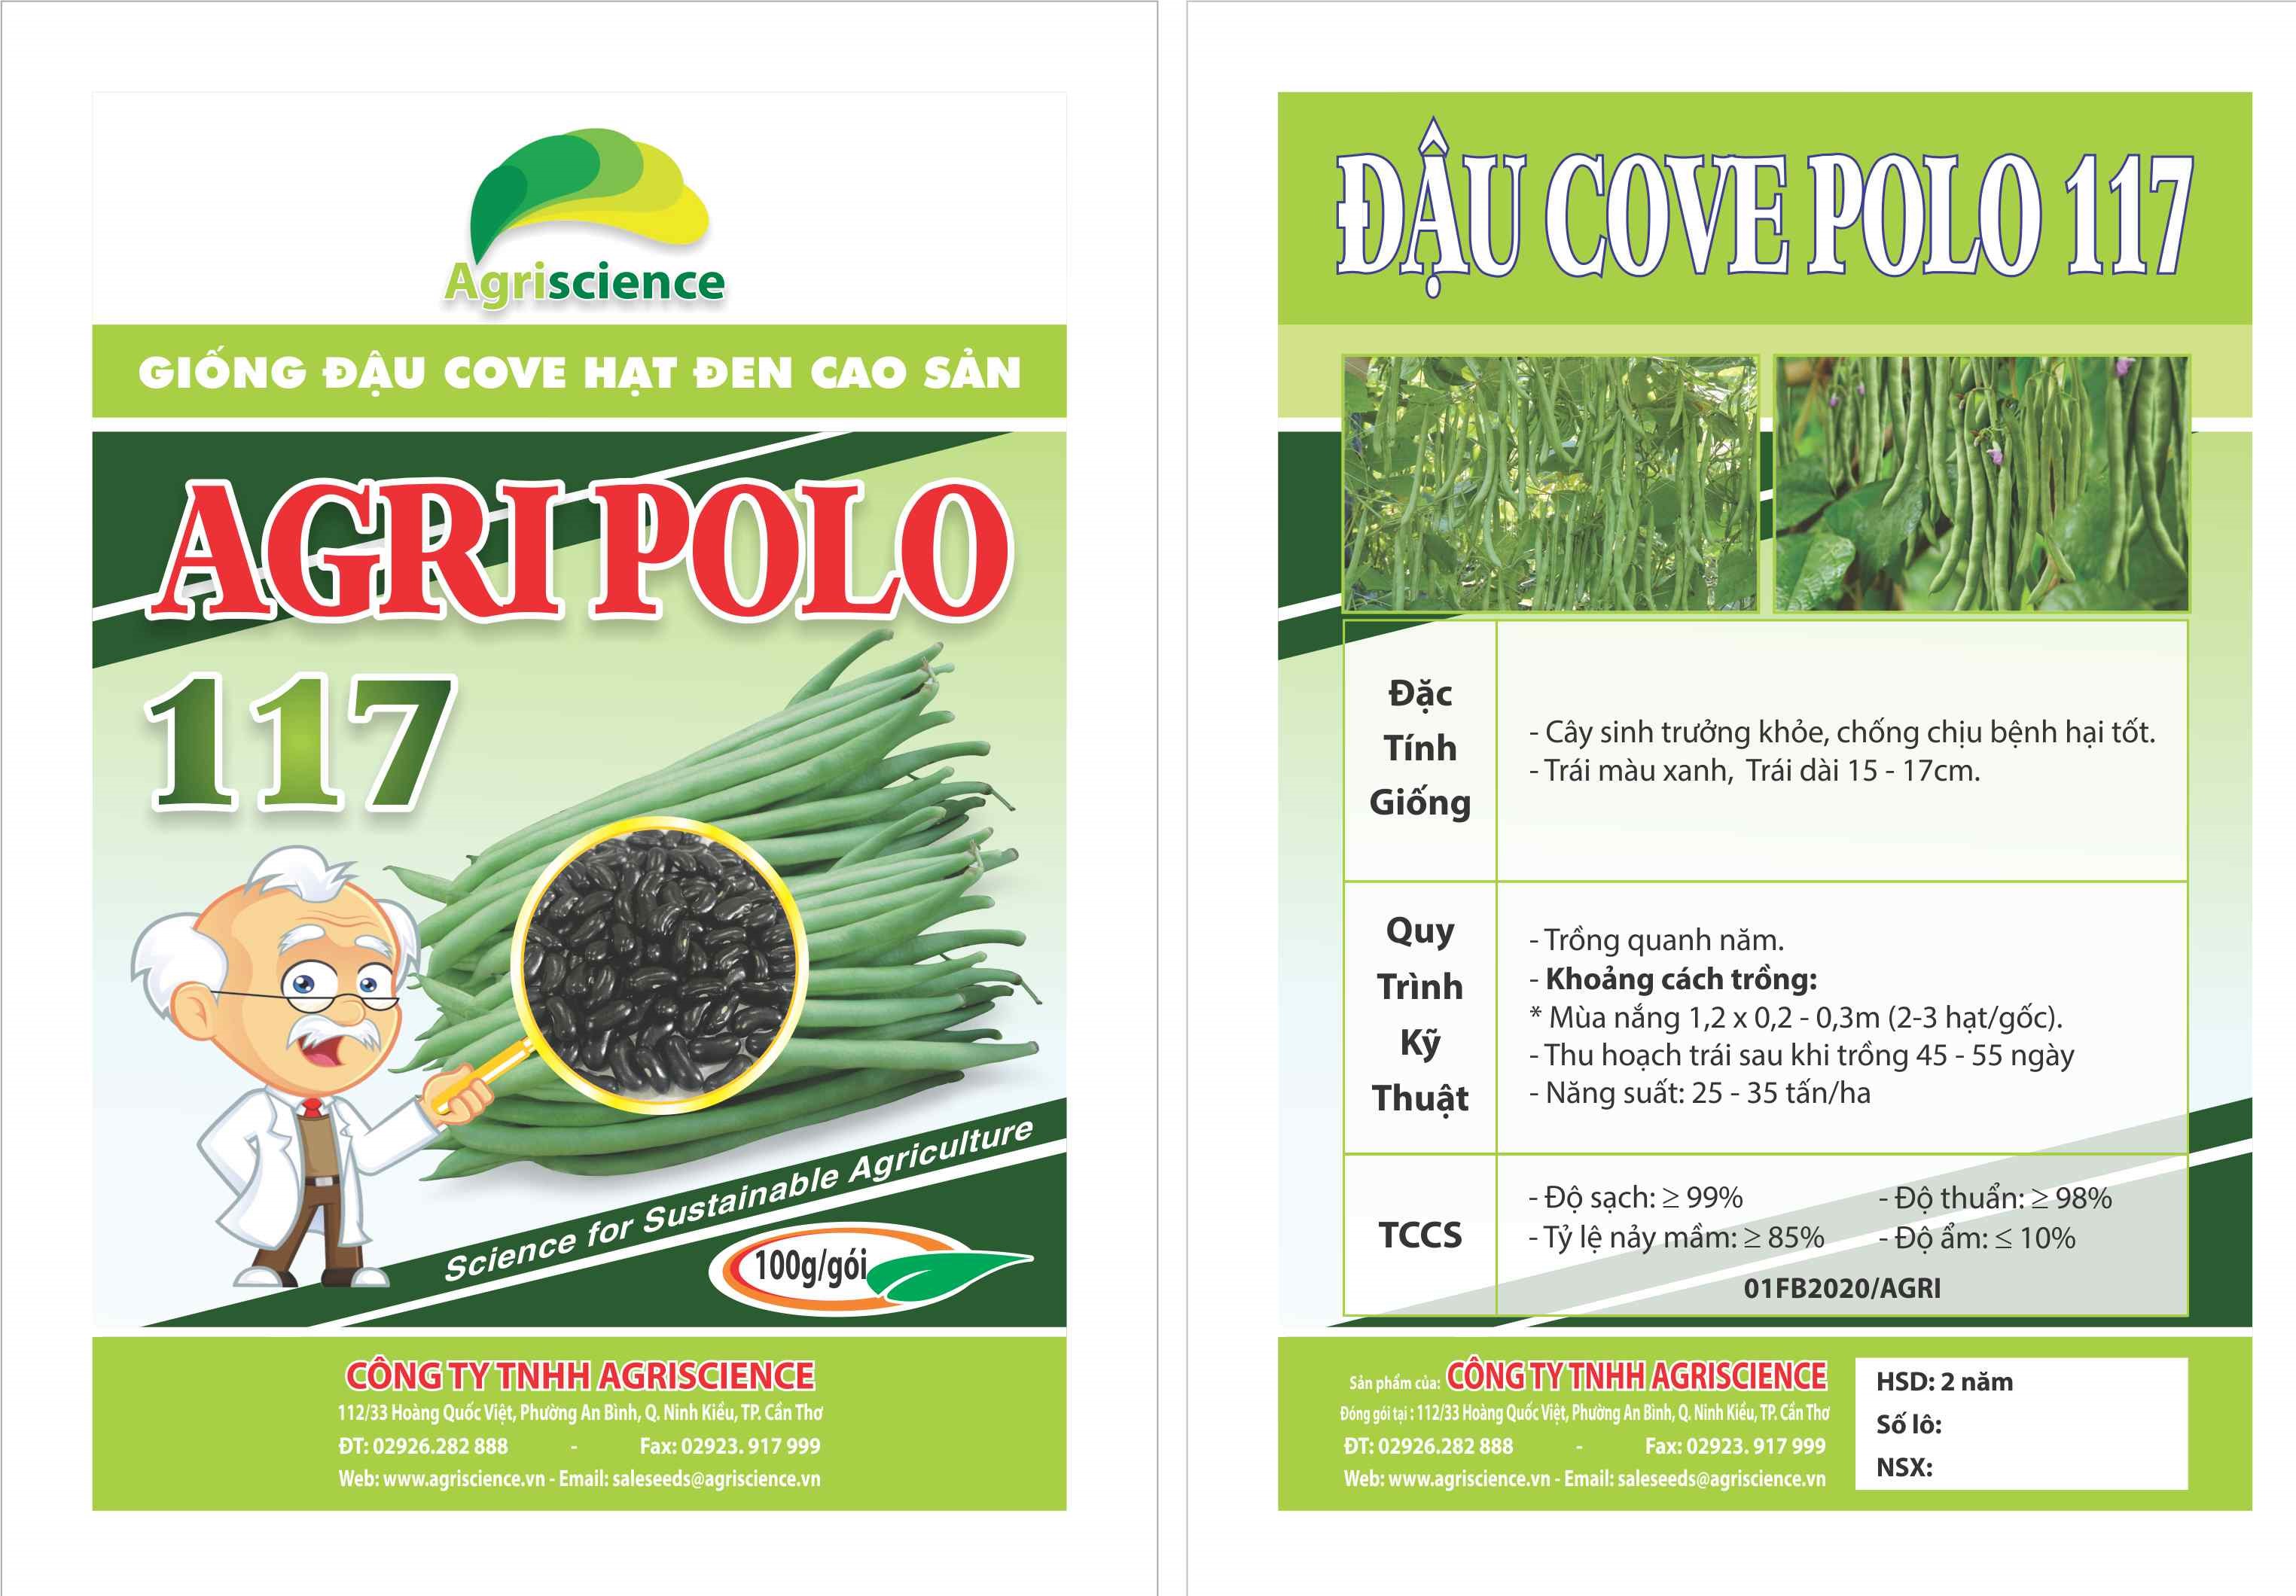 Agriscience
GIỐNG ĐẬU COVE HẠT ĐEN CAO SẢN
AGRI POLO
117
Science for Sustainable Agriculture
100g/gói
CÔNG TY TNHH AGRISCIENCE
112/33 Hoàng Quốc Việt, Phường An Bình, Q. Ninh Kiều, TP. Cần Thơ
ĐT: 02926.282 888 - Fax: 02923. 917 999
Web: www.agriscience.vn - Email: saleseeds@agriscience.vn
ĐẬU COVE POLO 117
Đặc
Tính
Giống
- Cây sinh trưởng khỏe, chống chịu bệnh hại tốt.
- Trái màu xanh, Trái dài 15 - 17cm.
Quy
Trình
Kỹ
Thuật
- Trồng quanh năm.
- Khoảng cách trồng:
* Mùa nắng 1,2 x 0,2 - 0,3m (2-3 hạt/gốc).
- Thu hoạch trái sau khi trồng 45 - 55 ngày
- Năng suất: 25 - 35 tấn/ha
TCCS
- Độ sạch: ≥ 99% - Độ thuẩn: ≥ 98%
- Tỷ lệ nảy mầm: ≥ 85% - Độ ẩm: ≤ 10%
01FB2020/AGRI
Sản phẩm của: CÔNG TY TNHH AGRISCIENCE
Đóng gói tại : 112/33 Hoàng Quốc Việt, Phường An Bình, Q. Ninh Kiều, TP. Cần Thơ
ĐT: 02926.282 888 - Fax: 02923. 917 999
Web: www.agriscience.vn - Email: saleseeds@agriscience.vn
HSD: 2 năm
Số lô:
NSX: